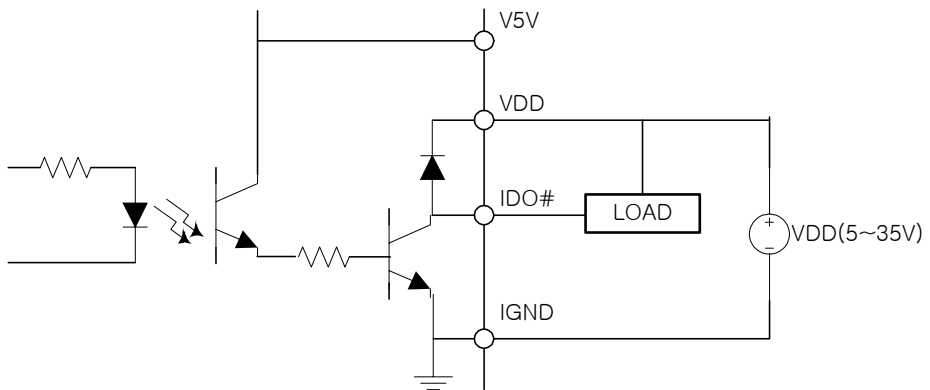 V5V
VDD
IDO#
LOAD
VDD(5~35V)
IGND